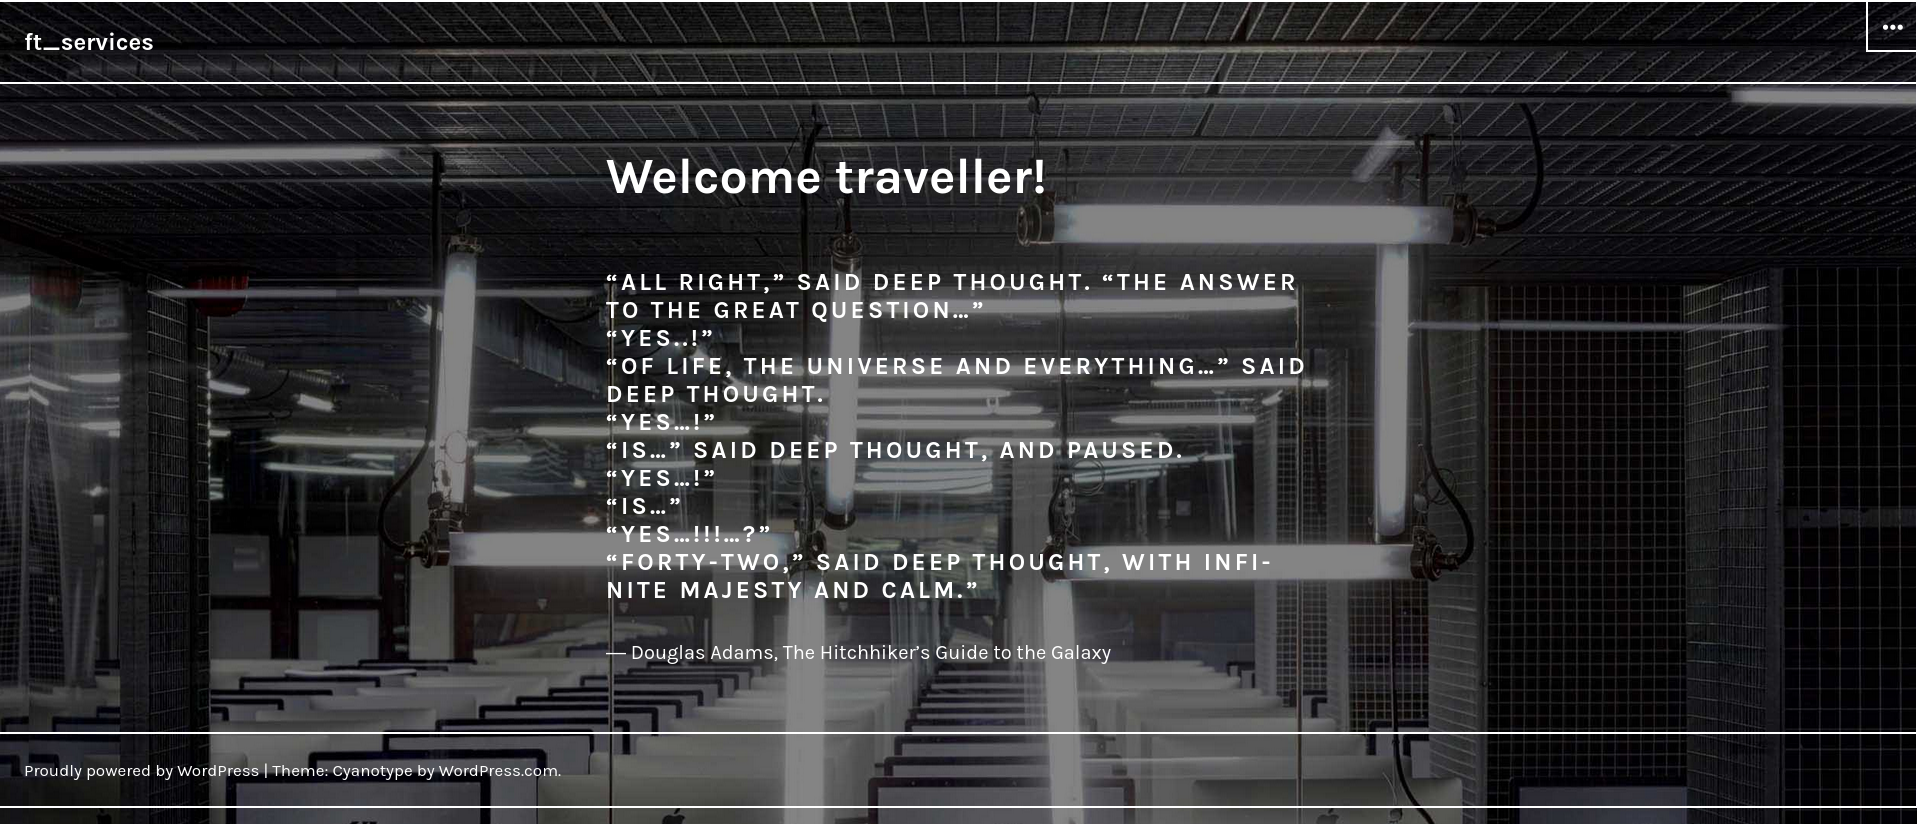 ft_services
Welcome traveller!
“ALL RIGHT,” SAID DEEP THOUGHT. “THE ANSWER
TO THE GREAT QUESTION…”
“YES..!”
“OF LIFE, THE UNIVERSE AND EVERYTHING…” SAID
DEEP THOUGHT.
“YES…!”
“IS…” SAID DEEP THOUGHT, AND PAUSED.
“YES…!”
“IS…”
“YES…!!!…?”
“FORTY-TWO,” SAID DEEP THOUGHT, WITH INFI-
NITE MAJESTY AND CALM.”
— Douglas Adams, The Hitchhiker’s Guide to the Galaxy
Proudly powered by WordPress | Theme: Cyanotype by WordPress.com.